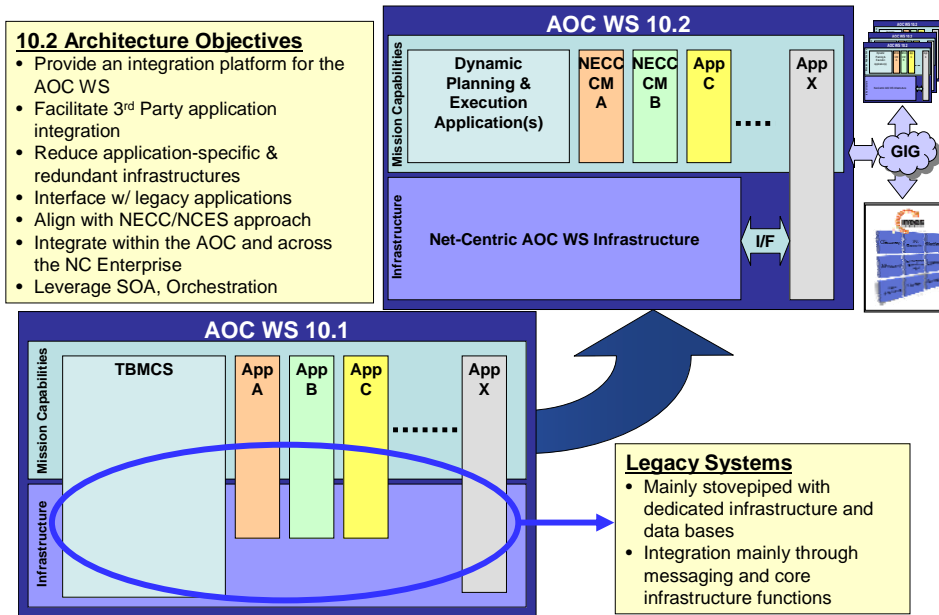 10.2 Architecture Objectives
• Provide an integration platform for the
AOC WS
• Facilitate 3rd Party application
integration
• Reduce application-specific &
redundant infrastructures
• Interface w/ legacy applications
• Align with NECC/NCES approach
• Integrate within the AOC and across
the NC Enterprise
• Leverage SOA, Orchestration
AOC WS 10.2
Mission Capabilities
Dynamic
Planning &
Execution
Application(s)
NECC
CM
A
NECC
CM
B
App
C
....
App
X
Infrastructure
Net-Centric AOC WS Infrastructure
I/F
AOC WS 10.2
GIG
AOC WS 10.1
Mission Capabilities
TBMCS
App
A
App
B
App
C
.......
App
X
Infrastructure
Legacy Systems
• Mainly stovepiped with
dedicated infrastructure and
data bases
• Integration mainly through
messaging and core
infrastructure functions